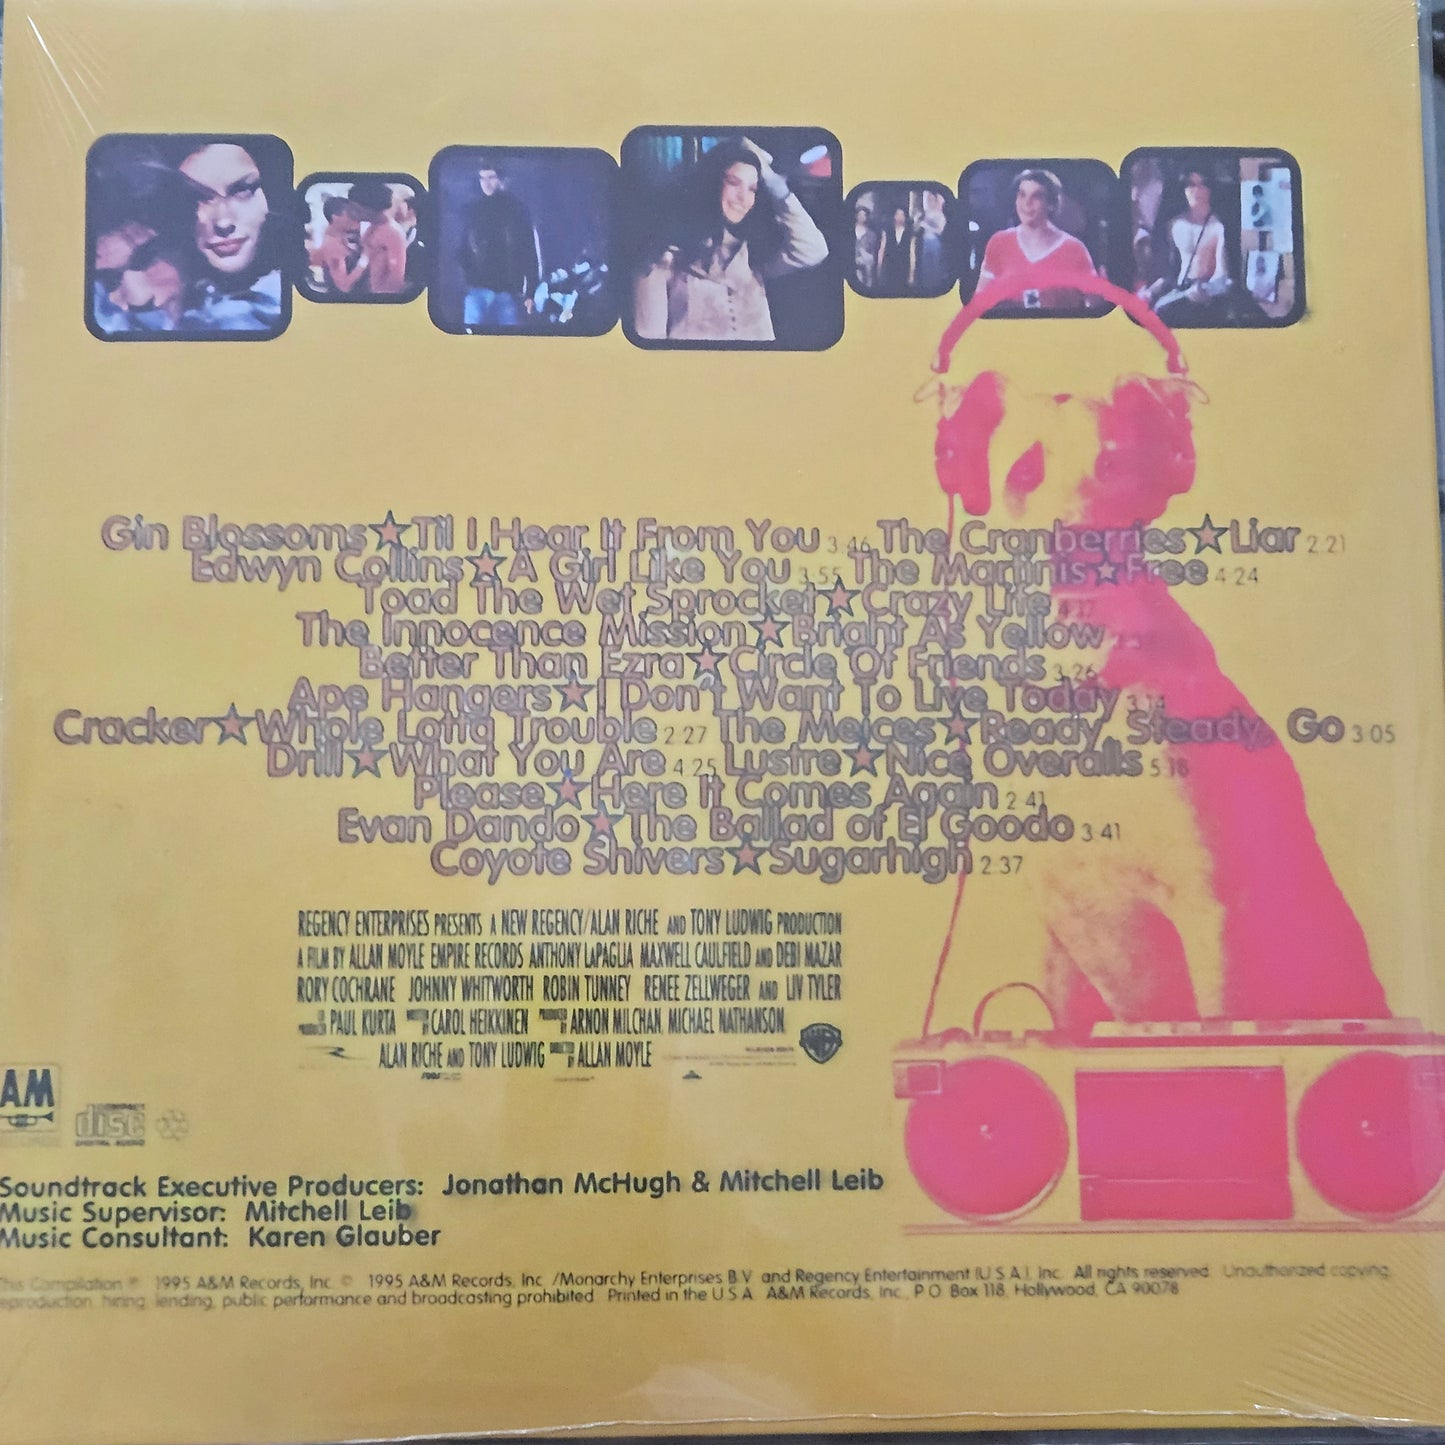 Gin Blossoms★Til I Hear It From You 3:46 The Cranberries★Liar 2:21
Edwyn Collins★A Girl Like You 3:55 The Martinis★Free 4:24
Toad The Wet Sprocket★Crazy Life 4:17
The Innocence Mission★Bright As Yellow
Better Than Ezra★Circle Of Friends 3:26
Ape Hangers★I Don't Want To Live Today 3:14
Cracker★Whole Lotta Trouble 2:27 The Meices★Ready, Steady, Go 3:05
Drill★What You Are 4:25 Lustre★Nice Overalls 5:18
Please★Here It Comes Again 2:41
Evan Dando★The Ballad of El Goodo 3:41
Coyote Shivers★Sugarhigh 2:37
REGENCY ENTERPRISES PRESENTS A NEW REGENCY/ALAN RICHE AND TONY LUDWIG PRODUCTION
A FILM BY ALLAN MOYLE EMPIRE RECORDS ANTHONY LaPAGLIA MAXWELL CAULFIELD AND DEBI MAZAR
RORY COCHRANE JOHNNY WHITWORTH ROBIN TUNNEY RENEE ZELLWEGER AND LIV TYLER
PAUL KURTA CAROL HEIKKINEN ARNON MILCHAN, MICHAEL NATHANSON,
ALAN RICHE AND TONY LUDWIG DIRECTED BY ALLAN MOYLE
AM
COMPACT
disc
DIGITAL AUDIO
Soundtrack Executive Producers: Jonathan McHugh & Mitchell Leib
Music Supervisor: Mitchell Leib
Music Consultant: Karen Glauber
This Compilation ℗ 1995 A&M Records, Inc. © 1995 A&M Records, Inc./Monarchy Enterprises B.V. and Regency Entertainment (U.S.A.), Inc. All rights reserved. Unauthorized copying,
reproduction, hiring, lending, public performance and broadcasting prohibited. Printed in the U.S.A. A&M Records, Inc., P.O. Box 118, Hollywood, CA 90078